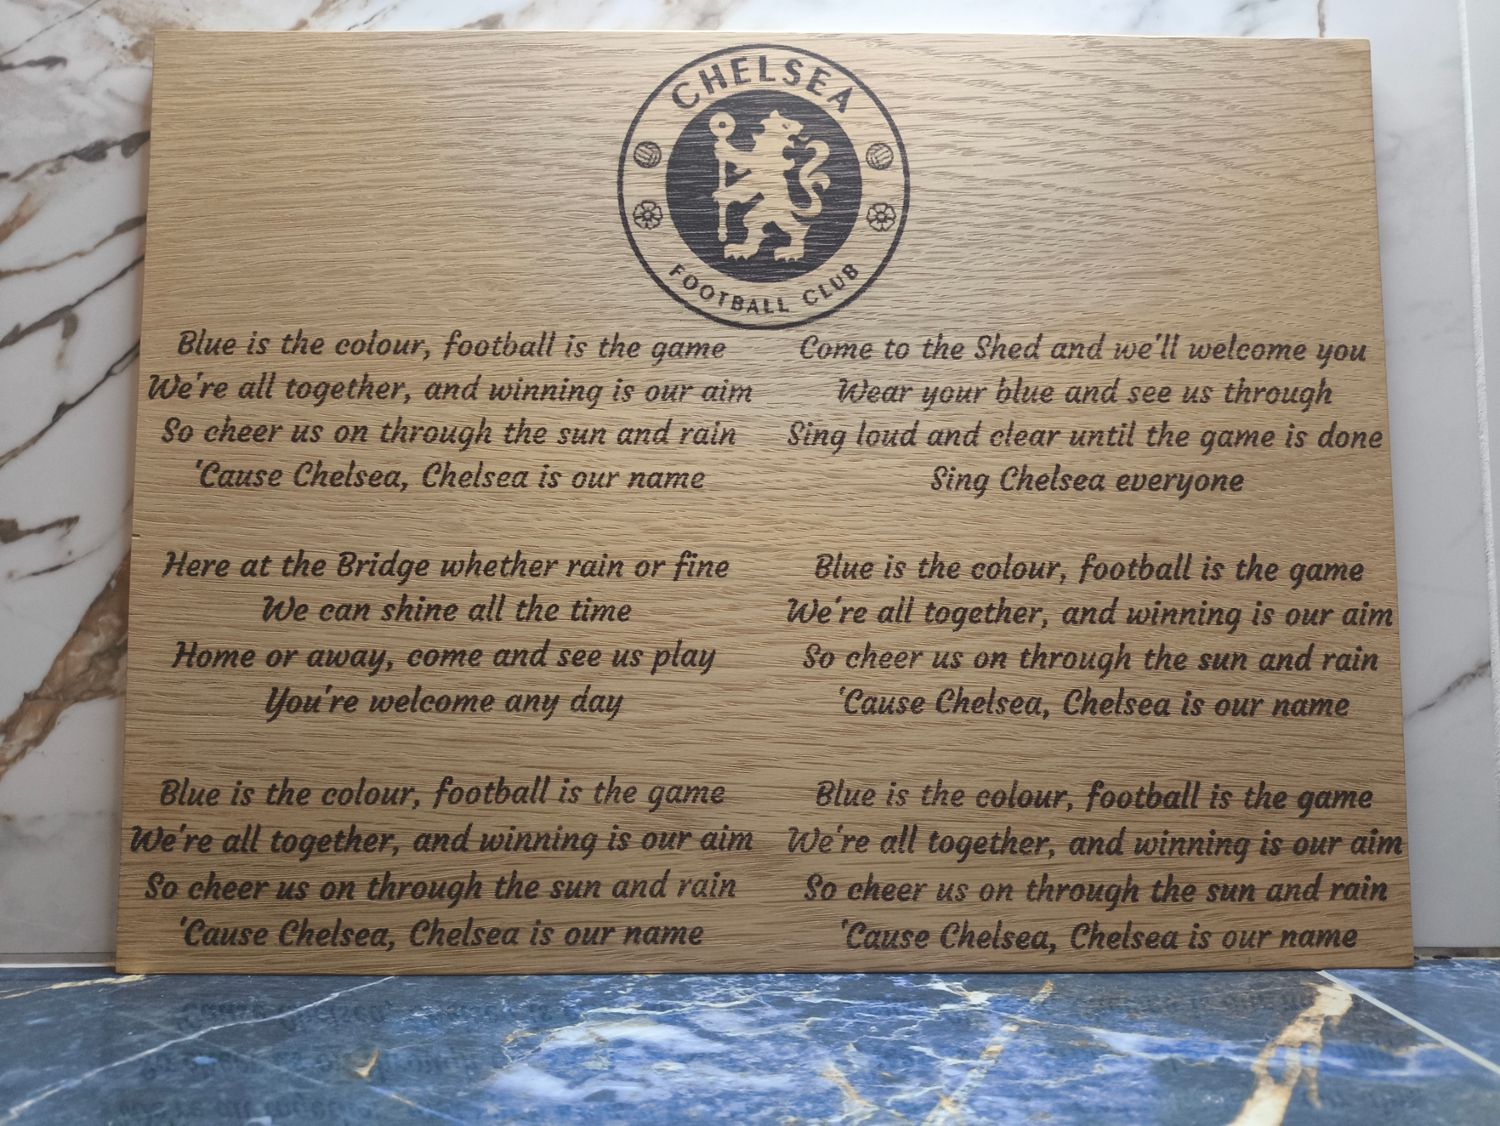 CHELSEA
FOOTBALL CLUB
Blue is the colour, football is the game
We're all together, and winning is our aim
So cheer us on through the sun and rain
'Cause Chelsea, Chelsea is our name
Here at the Bridge whether rain or fine
We can shine all the time
Home or away, come and see us play
You're welcome any day
Blue is the colour, football is the game
We're all together, and winning is our aim
So cheer us on through the sun and rain
'Cause Chelsea, Chelsea is our name
Come to the Shed and we'll welcome you
Wear your blue and see us through
Sing loud and clear until the game is done
Sing Chelsea everyone
Blue is the colour, football is the game
We're all together, and winning is our aim
So cheer us on through the sun and rain
'Cause Chelsea, Chelsea is our name
Blue is the colour, football is the game
We're all together, and winning is our aim
So cheer us on through the sun and rain
'Cause Chelsea, Chelsea is our name